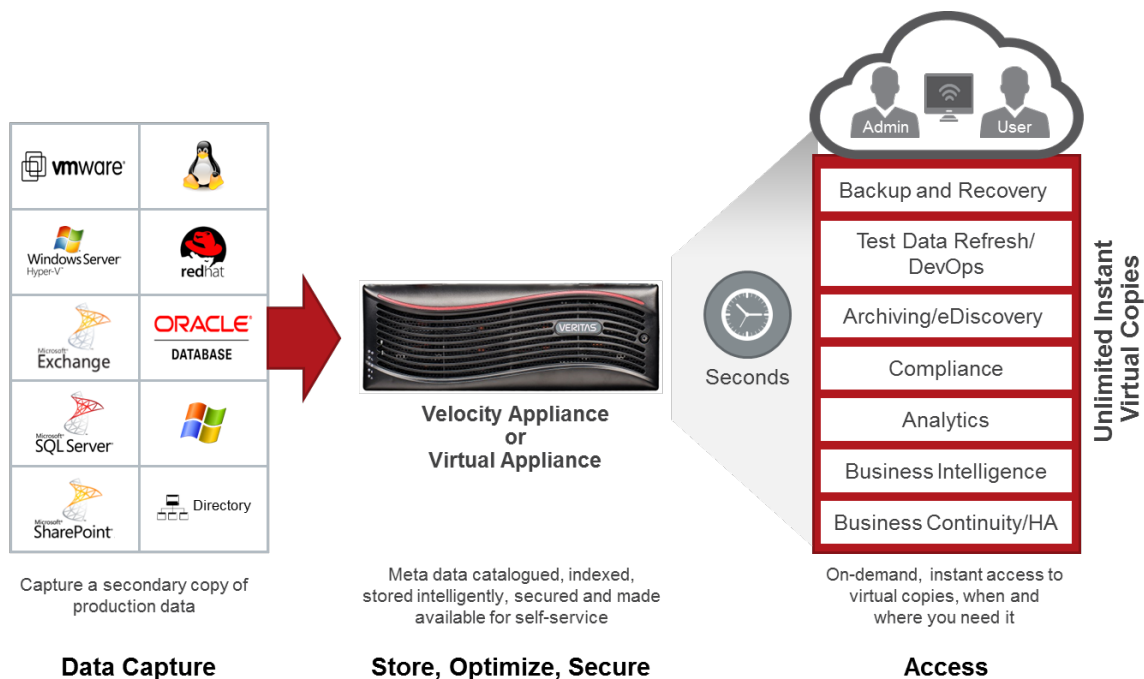 Admin
User
vmware®
Windows Server®
Hyper-V™
redhat
Microsoft®
Exchange
ORACLE®
DATABASE
Microsoft®
SQL Server®
Microsoft®
SharePoint®
Directory
VERITAS
Velocity Appliance
or
Virtual Appliance
Seconds
Backup and Recovery
Test Data Refresh/
DevOps
Archiving/eDiscovery
Compliance
Analytics
Business Intelligence
Business Continuity/HA
Unlimited Instant
Virtual Copies
Capture a secondary copy of
production data
Meta data catalogued, indexed,
stored intelligently, secured and made
available for self-service
On-demand, instant access to
virtual copies, when and
where you need it
Data Capture
Store, Optimize, Secure
Access